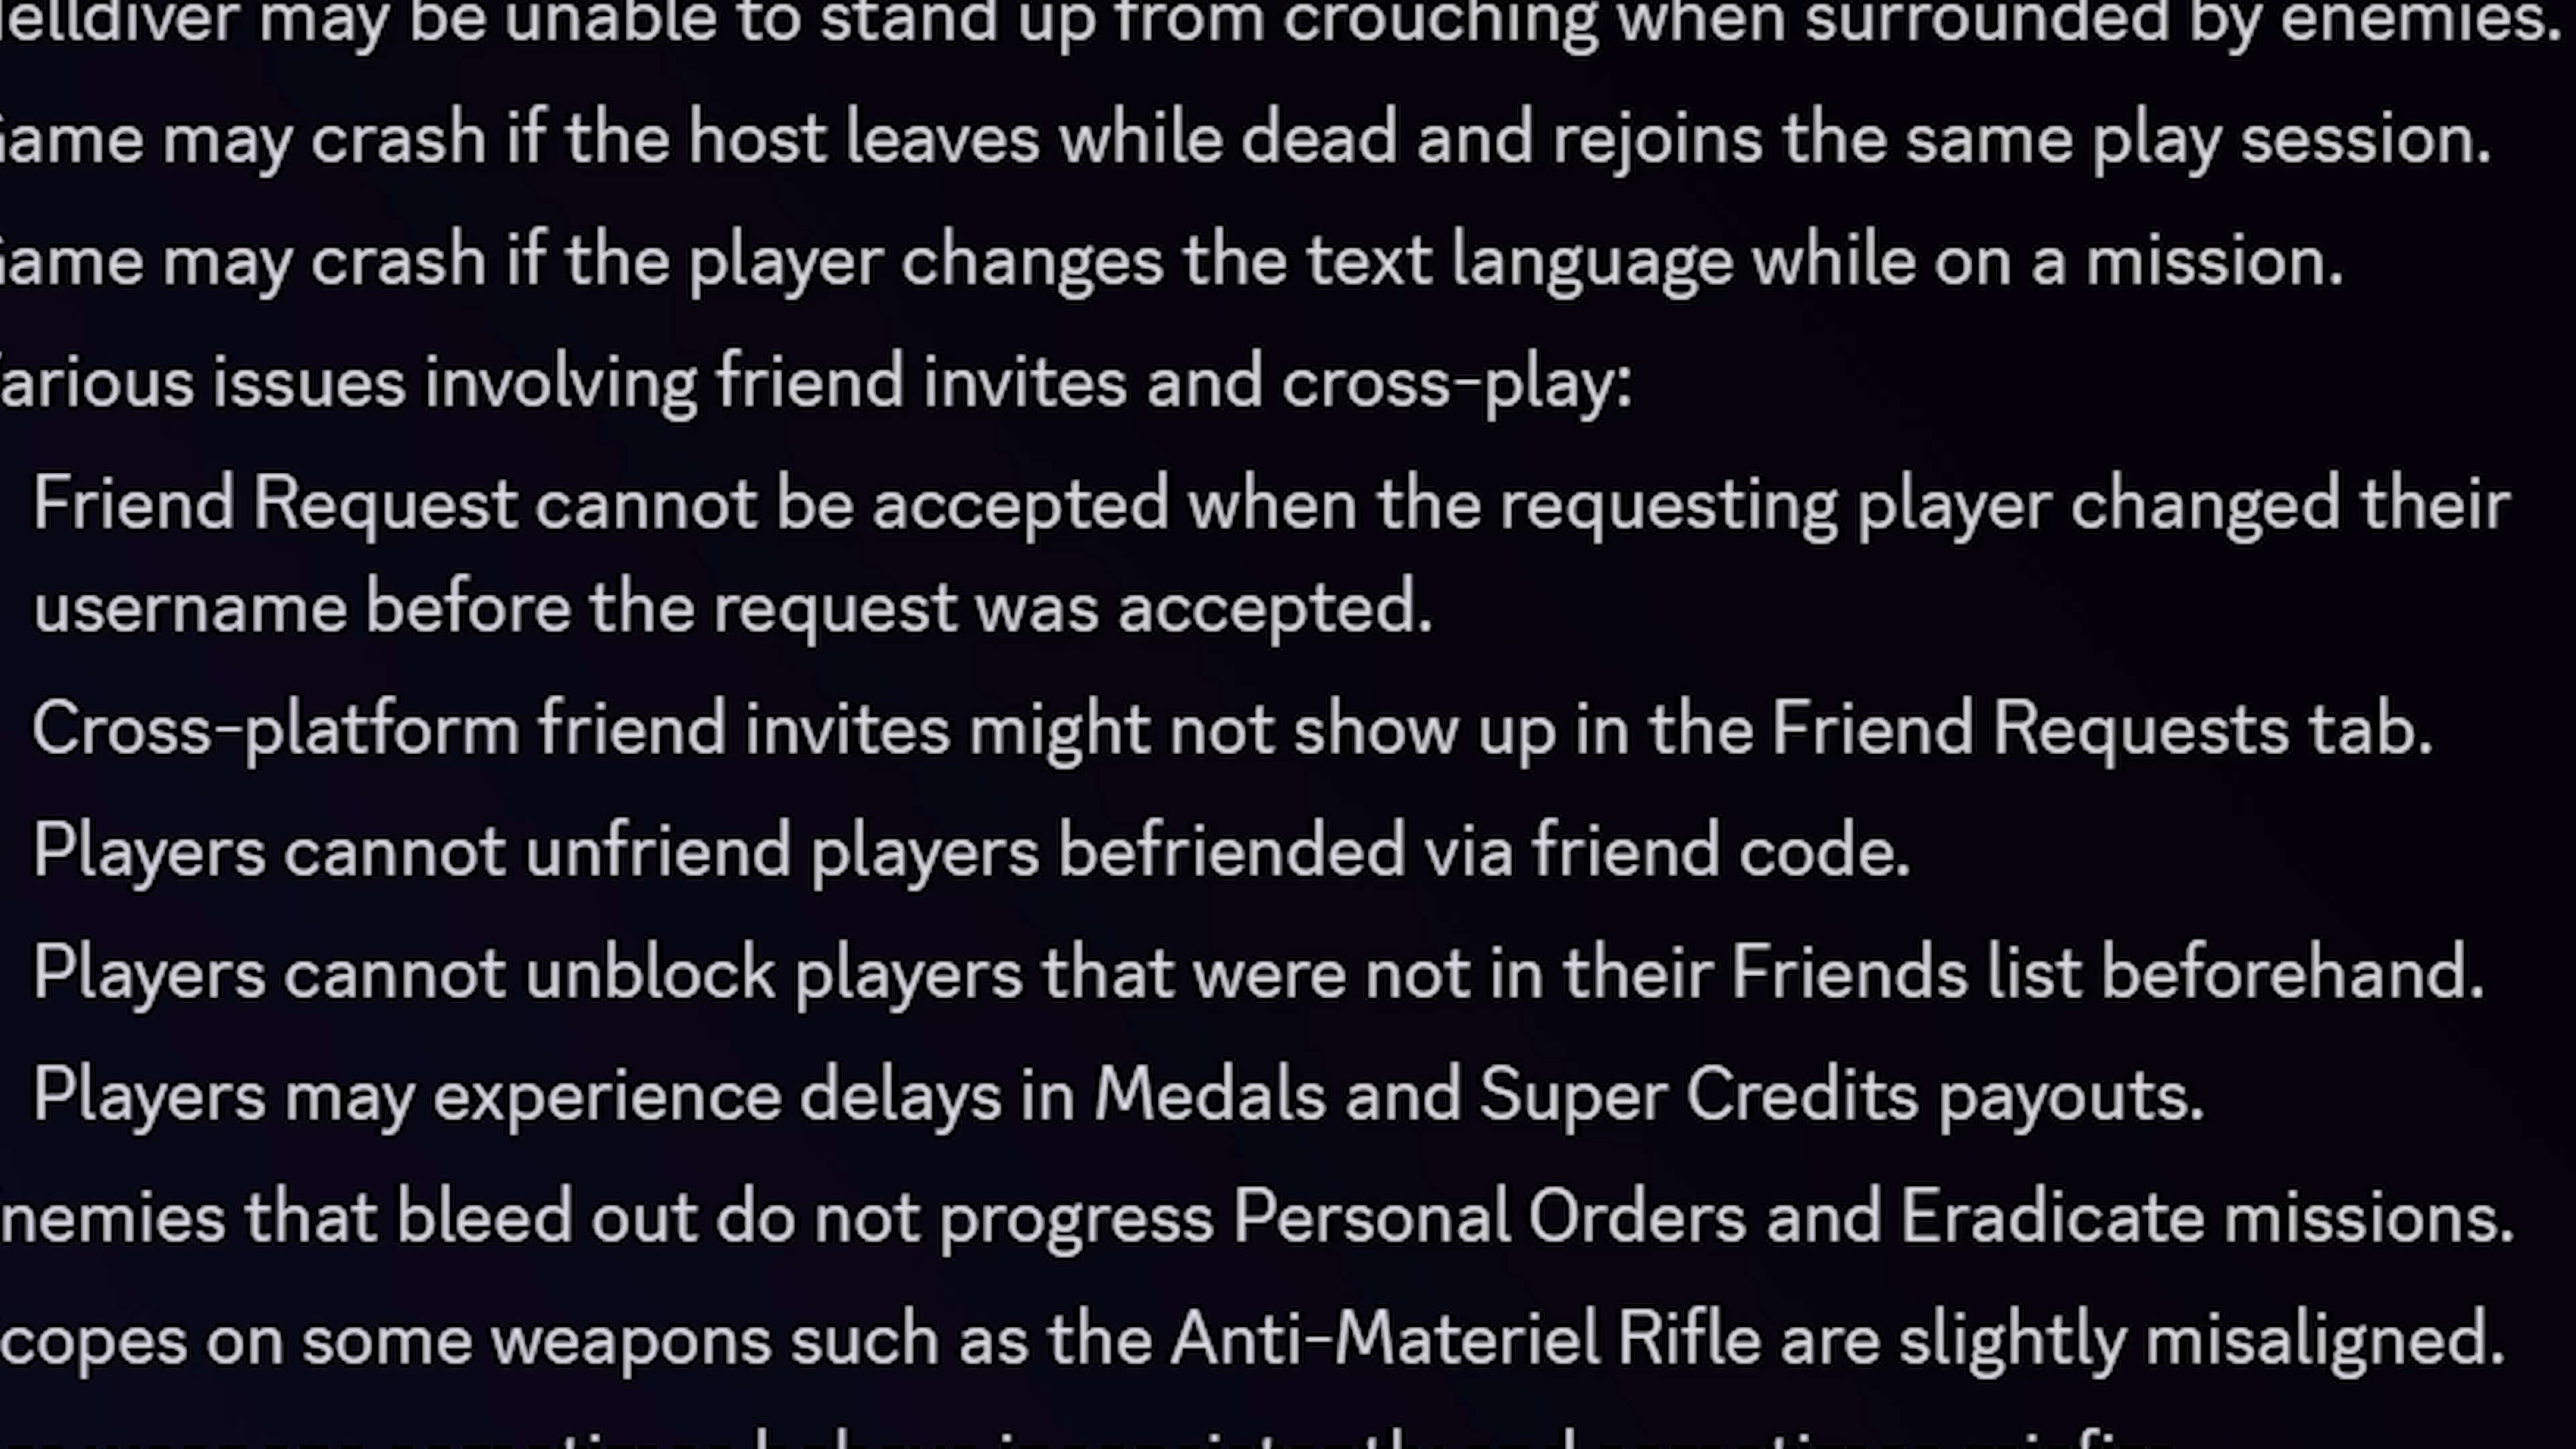 elldiver may be unable to stand up from crouching when surrounded by enemies.
ame may crash if the host leaves while dead and rejoins the same play session.
ame may crash if the player changes the text language while on a mission.
arious issues involving friend invites and cross-play:
Friend Request cannot be accepted when the requesting player changed their
username before the request was accepted.
Cross-platform friend invites might not show up in the Friend Requests tab.
Players cannot unfriend players befriended via friend code.
Players cannot unblock players that were not in their Friends list beforehand.
Players may experience delays in Medals and Super Credits payouts.
nemies that bleed out do not progress Personal Orders and Eradicate missions.
copes on some weapons such as the Anti-Materiel Rifle are slightly misaligned.